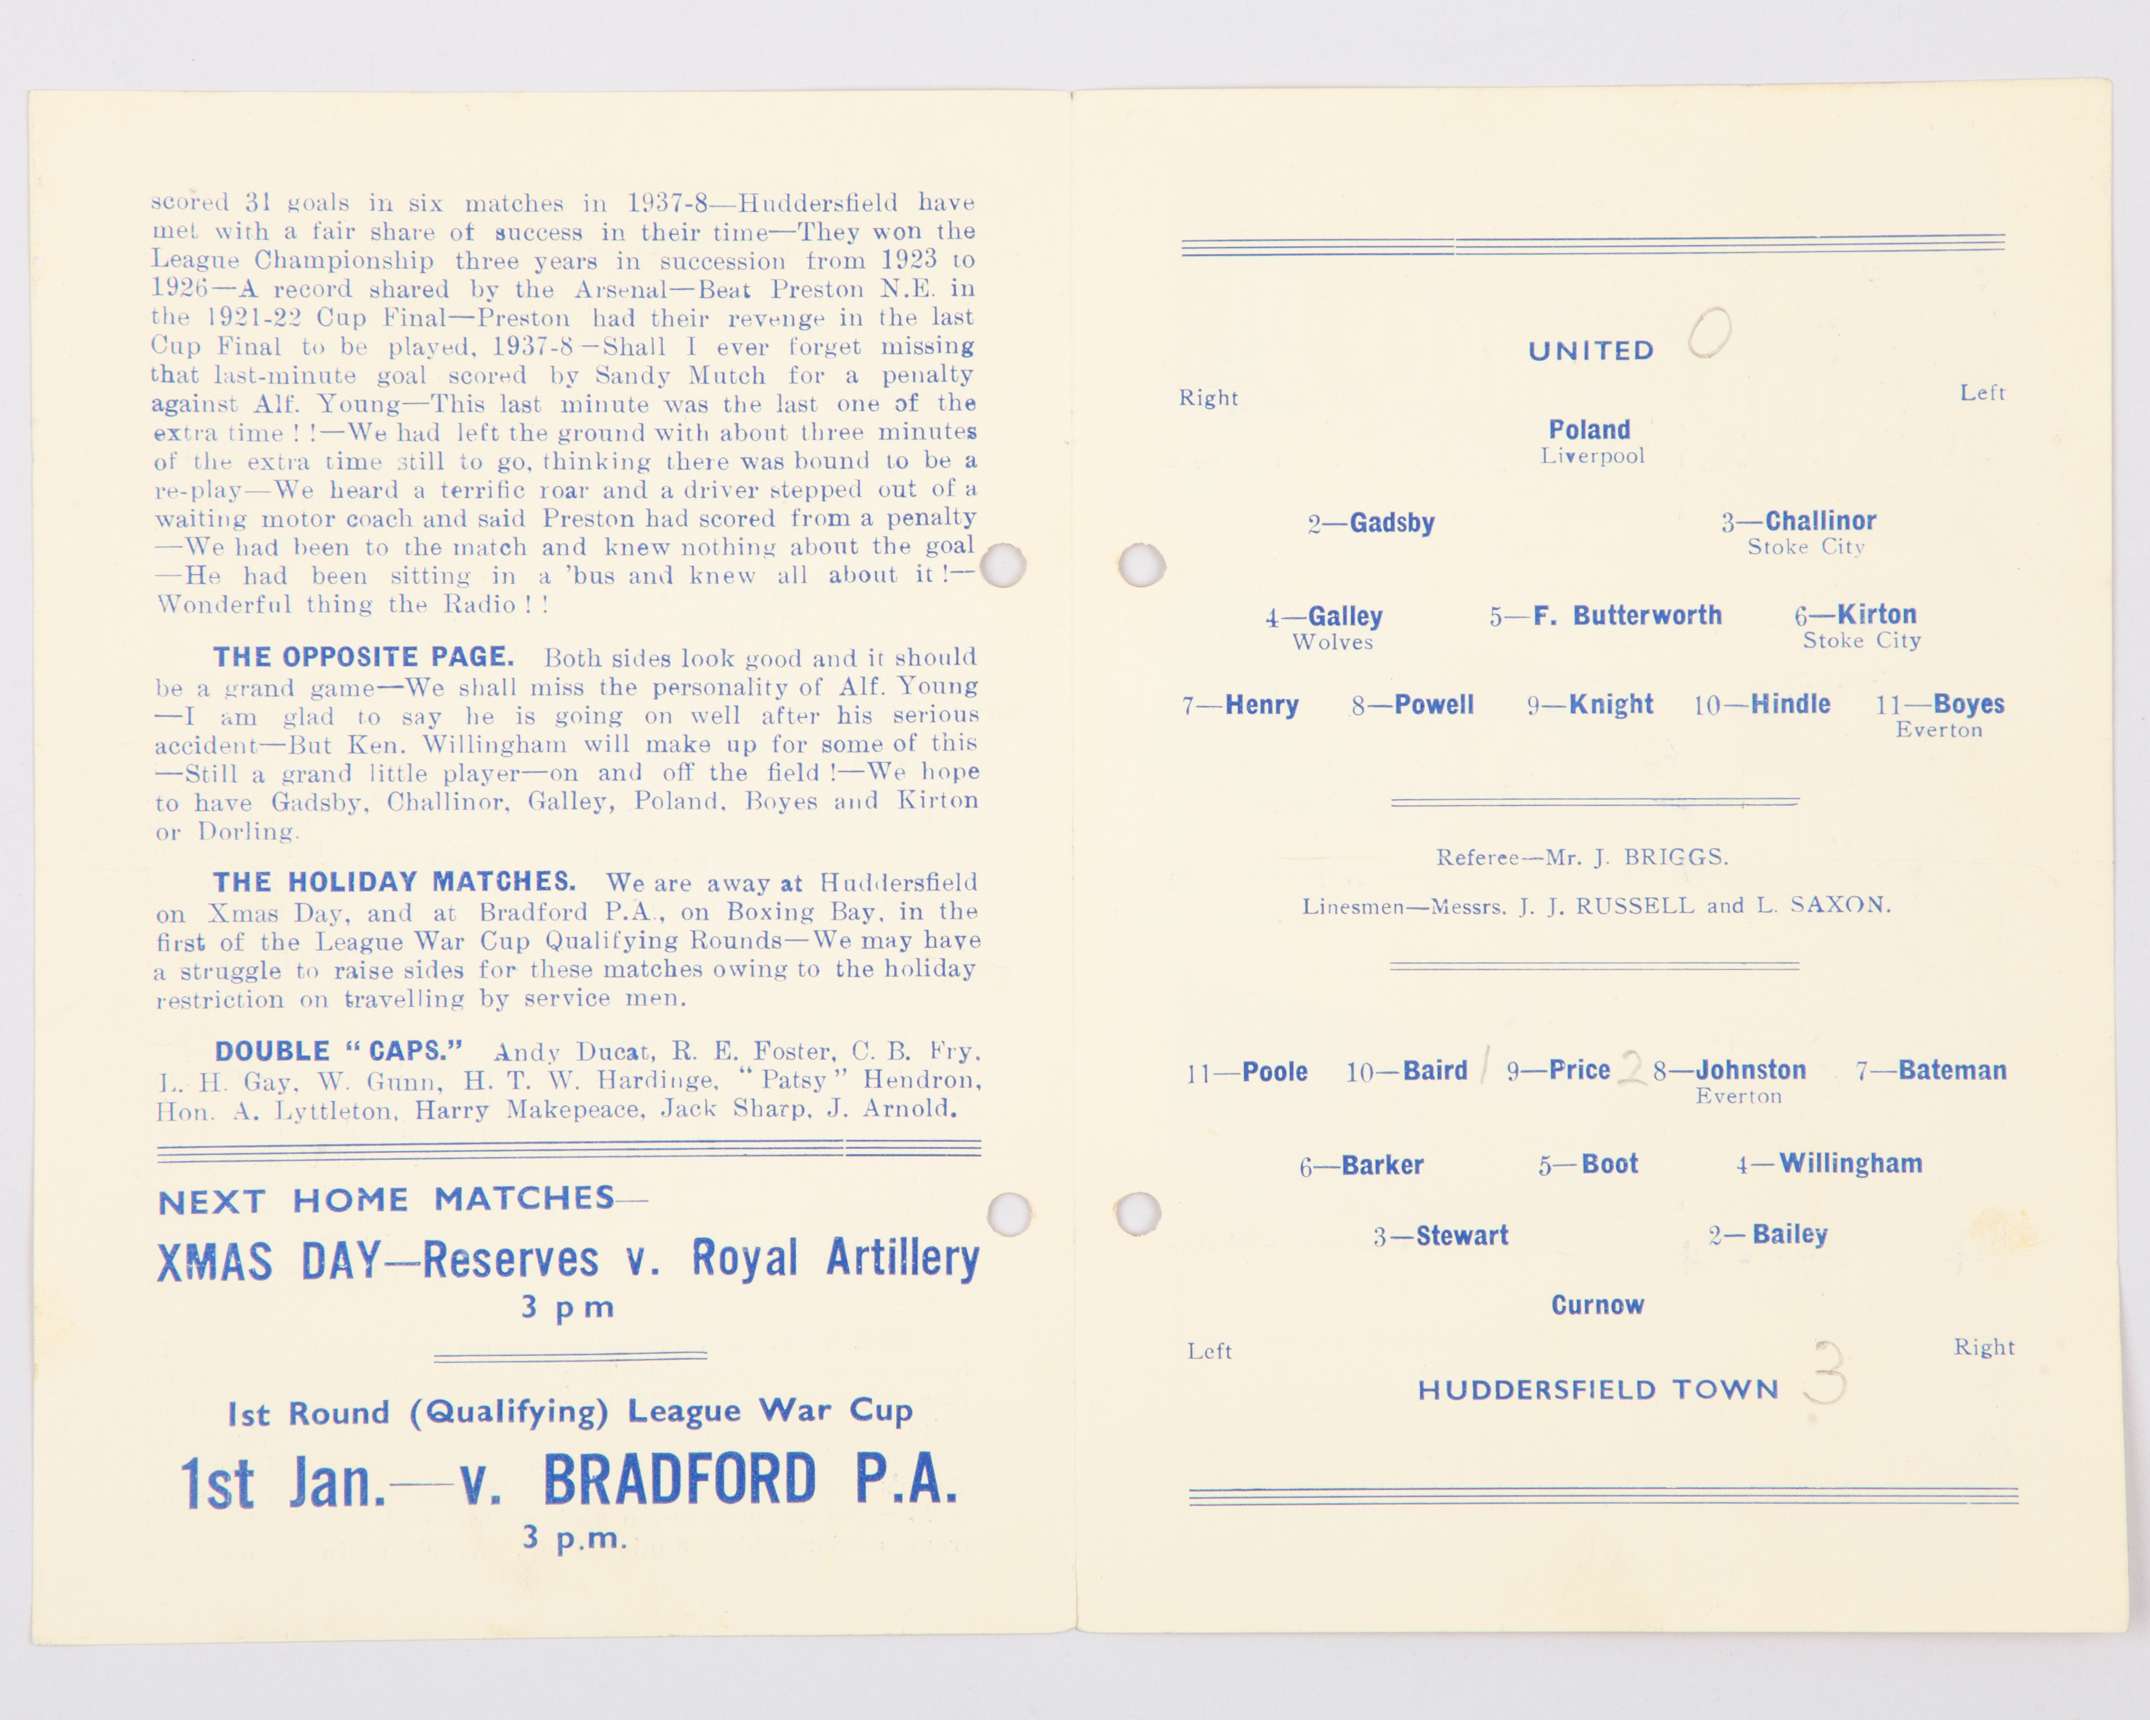 scored 31 goals in six matches in 1937-8—Huddersfield have
met with a fair share of success in their time—They won the
League Championship three years in succession from 1923 to
1926—A record shared by the Arsenal—Beat Preston N.E. in
the 1921-22 Cup Final—Preston had their revenge in the last
Cup Final to be played, 1937-8—Shall I ever forget missing
that last-minute goal scored by Sandy Mutch for a penalty
against Alf. Young—This last minute was the last one of the
extra time ! !—We had left the ground with about three minutes
of the extra time still to go, thinking there was bound to be a
re-play—We heard a terrific roar and a driver stepped out of a
waiting motor coach and said Preston had scored from a penalty
—We had been to the match and knew nothing about the goal
—He had been sitting in a 'bus and knew all about it !—
Wonderful thing the Radio ! !
THE OPPOSITE PAGE. Both sides look good and it should
be a grand game—We shall miss the personality of Alf. Young
—I am glad to say he is going on well after his serious
accident—But Ken. Willingham will make up for some of this
—Still a grand little player—on and off the field !—We hope
to have Gadsby, Challinor, Galley, Poland, Boyes and Kirton
or Dorling.
THE HOLIDAY MATCHES. We are away at Huddersfield
on Xmas Day, and at Bradford P.A., on Boxing Bay, in the
first of the League War Cup Qualifying Rounds—We may have
a struggle to raise sides for these matches owing to the holiday
restriction on travelling by service men.
DOUBLE “ CAPS.” Andy Ducat, R. E. Foster, C. B. Fry,
L. H. Gay, W. Gunn, H. T. W. Hardinge, “ Patsy ” Hendron,
Hon. A. Lyttleton, Harry Makepeace, Jack Sharp, J. Arnold.
NEXT HOME MATCHES—
XMAS DAY—Reserves v. Royal Artillery
3 pm
1st Round (Qualifying) League War Cup
1st Jan.—v. BRADFORD P.A.
3 p.m.
UNITED 0
Right Left
Poland
Liverpool
2—Gadsby 3—Challinor
Stoke City
4—Galley 5—F. Butterworth 6—Kirton
Wolves Stoke City
7—Henry 8—Powell 9—Knight 10—Hindle 11—Boyes
Everton
Referee—Mr. J. BRIGGS.
Linesmen—Messrs. J. J. RUSSELL and L. SAXON.
11—Poole 10—Baird 1 9—Price 2 8—Johnston 7—Bateman
Everton
6—Barker 5—Boot 4—Willingham
3—Stewart 2—Bailey
Curnow
Left Right
HUDDERSFIELD TOWN 3